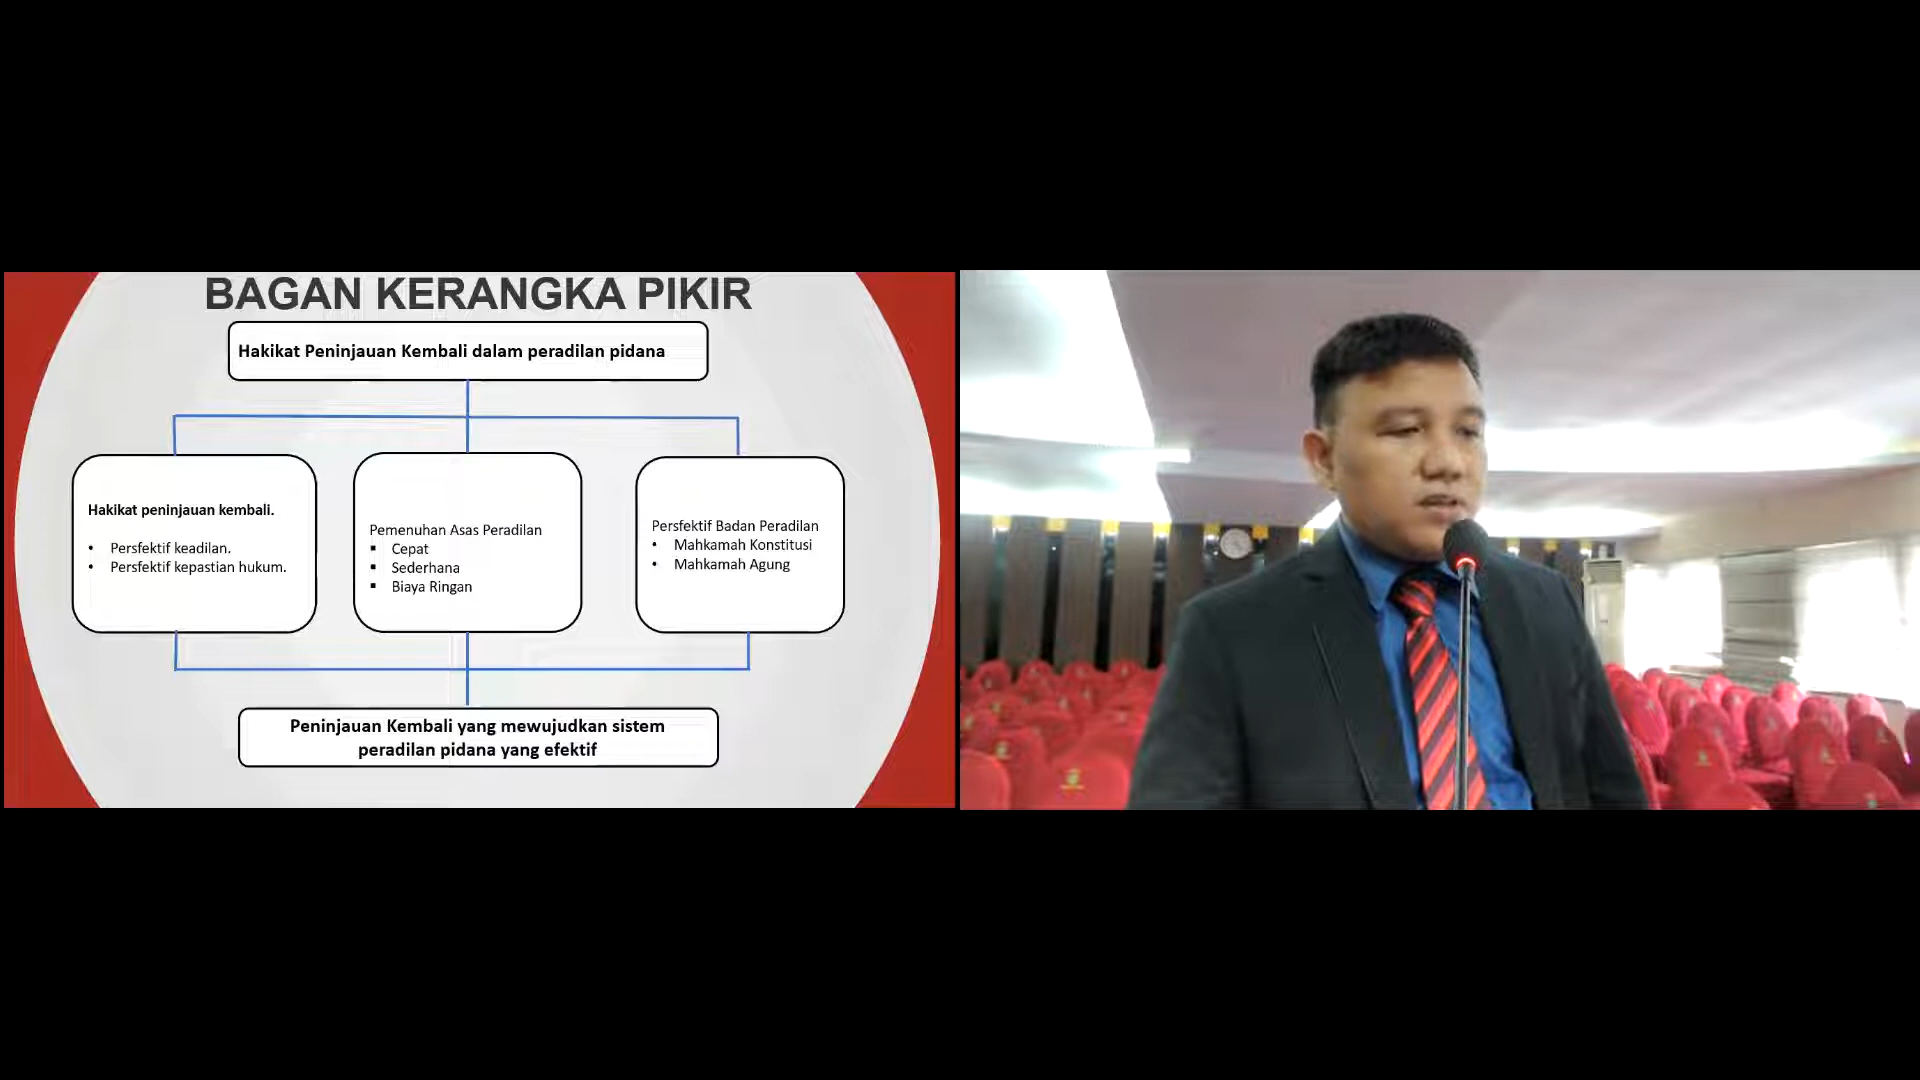 BAGAN KERANGKA PIKIR
Hakikat Peninjauan Kembali dalam peradilan pidana
Hakikat peninjauan kembali.
• Persfektif keadilan.
• Persfektif kepastian hukum.
Pemenuhan Asas Peradilan
▪ Cepat
▪ Sederhana
▪ Biaya Ringan
Persfektif Badan Peradilan
• Mahkamah Konstitusi
• Mahkamah Agung
Peninjauan Kembali yang mewujudkan sistem
peradilan pidana yang efektif